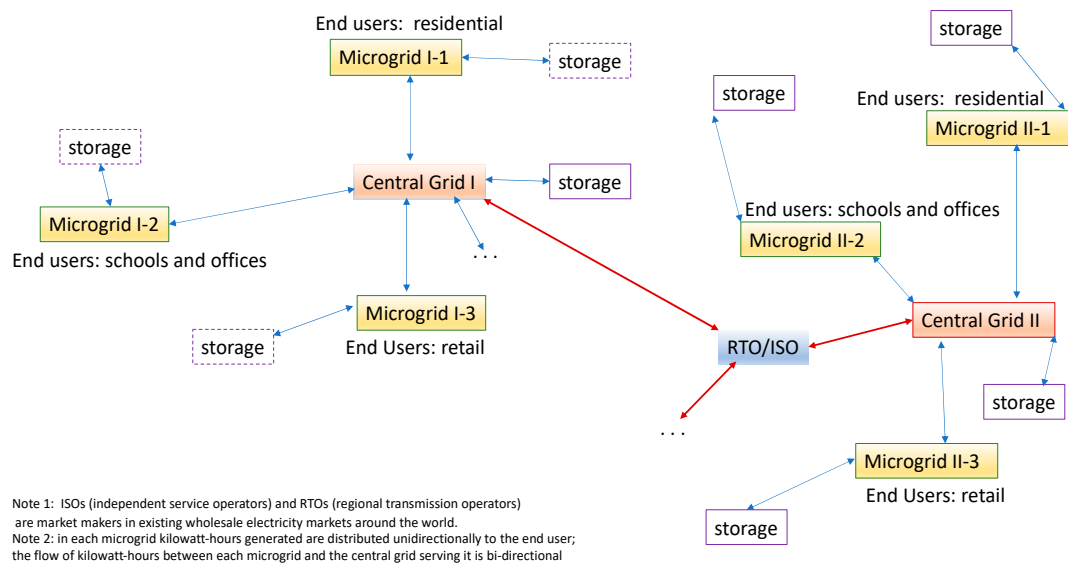 End users:  residential
Microgrid I-1
storage
storage
Microgrid I-2
End users: schools and offices
Central Grid I
storage
. . .
Microgrid I-3
End Users: retail
storage
storage
End users:  residential
Microgrid II-1
storage
End users: schools and offices
Microgrid II-2
Central Grid II
storage
RTO/ISO
. . .
Microgrid II-3
End Users: retail
storage
Note 1:  ISOs (independent service operators) and RTOs (regional transmission operators)
are market makers in existing wholesale electricity markets around the world.
Note 2: in each microgrid kilowatt-hours generated are distributed unidirectionally to the end user;
the flow of kilowatt-hours between each microgrid and the central grid serving it is bi-directional